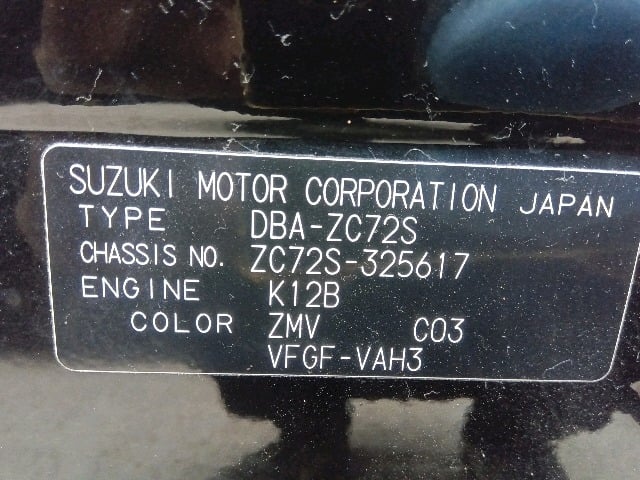 SUZUKI MOTOR CORPORATION JAPAN
TYPE DBA-ZC72S
CHASSIS NO. ZC72S-325617
ENGINE K12B
COLOR ZMV C03
VFGF-VAH3